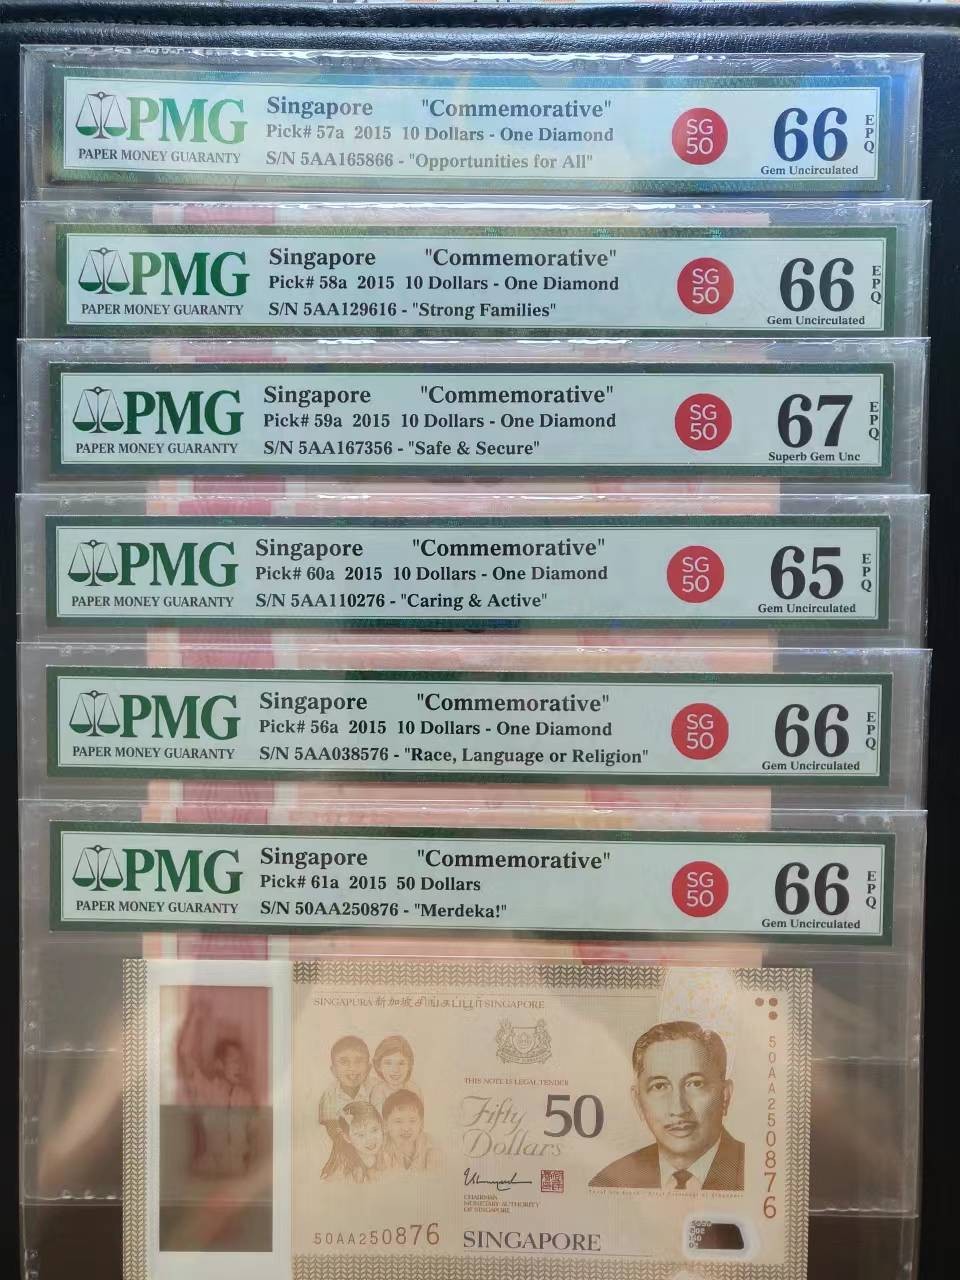 PMG
PAPER MONEY GUARANTY
Singapore "Commemorative"
Pick# 57a 2015 10 Dollars - One Diamond
S/N 5AA165866 - "Opportunities for All"
SG
50
66
EPQ
Gem Uncirculated
PMG
PAPER MONEY GUARANTY
Singapore "Commemorative"
Pick# 58a 2015 10 Dollars - One Diamond
S/N 5AA129616 - "Strong Families"
SG
50
66
EPQ
Gem Uncirculated
PMG
PAPER MONEY GUARANTY
Singapore "Commemorative"
Pick# 59a 2015 10 Dollars - One Diamond
S/N 5AA167356 - "Safe & Secure"
SG
50
67
EPQ
Superb Gem Unc
PMG
PAPER MONEY GUARANTY
Singapore "Commemorative"
Pick# 60a 2015 10 Dollars - One Diamond
S/N 5AA110276 - "Caring & Active"
SG
50
65
EPQ
Gem Uncirculated
PMG
PAPER MONEY GUARANTY
Singapore "Commemorative"
Pick# 56a 2015 10 Dollars - One Diamond
S/N 5AA038576 - "Race, Language or Religion"
SG
50
66
EPQ
Gem Uncirculated
PMG
PAPER MONEY GUARANTY
Singapore "Commemorative"
Pick# 61a 2015 50 Dollars
S/N 50AA250876 - "Merdeka!"
SG
50
66
EPQ
Gem Uncirculated
SINGAPURA 新加坡 சிங்கப்பூர் SINGAPORE
THIS NOTE IS LEGAL TENDER
Fifty
Dollars
50
50AA250876
CHAIRMAN
MONETARY AUTHORITY
OF SINGAPORE
50AA250876
SINGAPORE